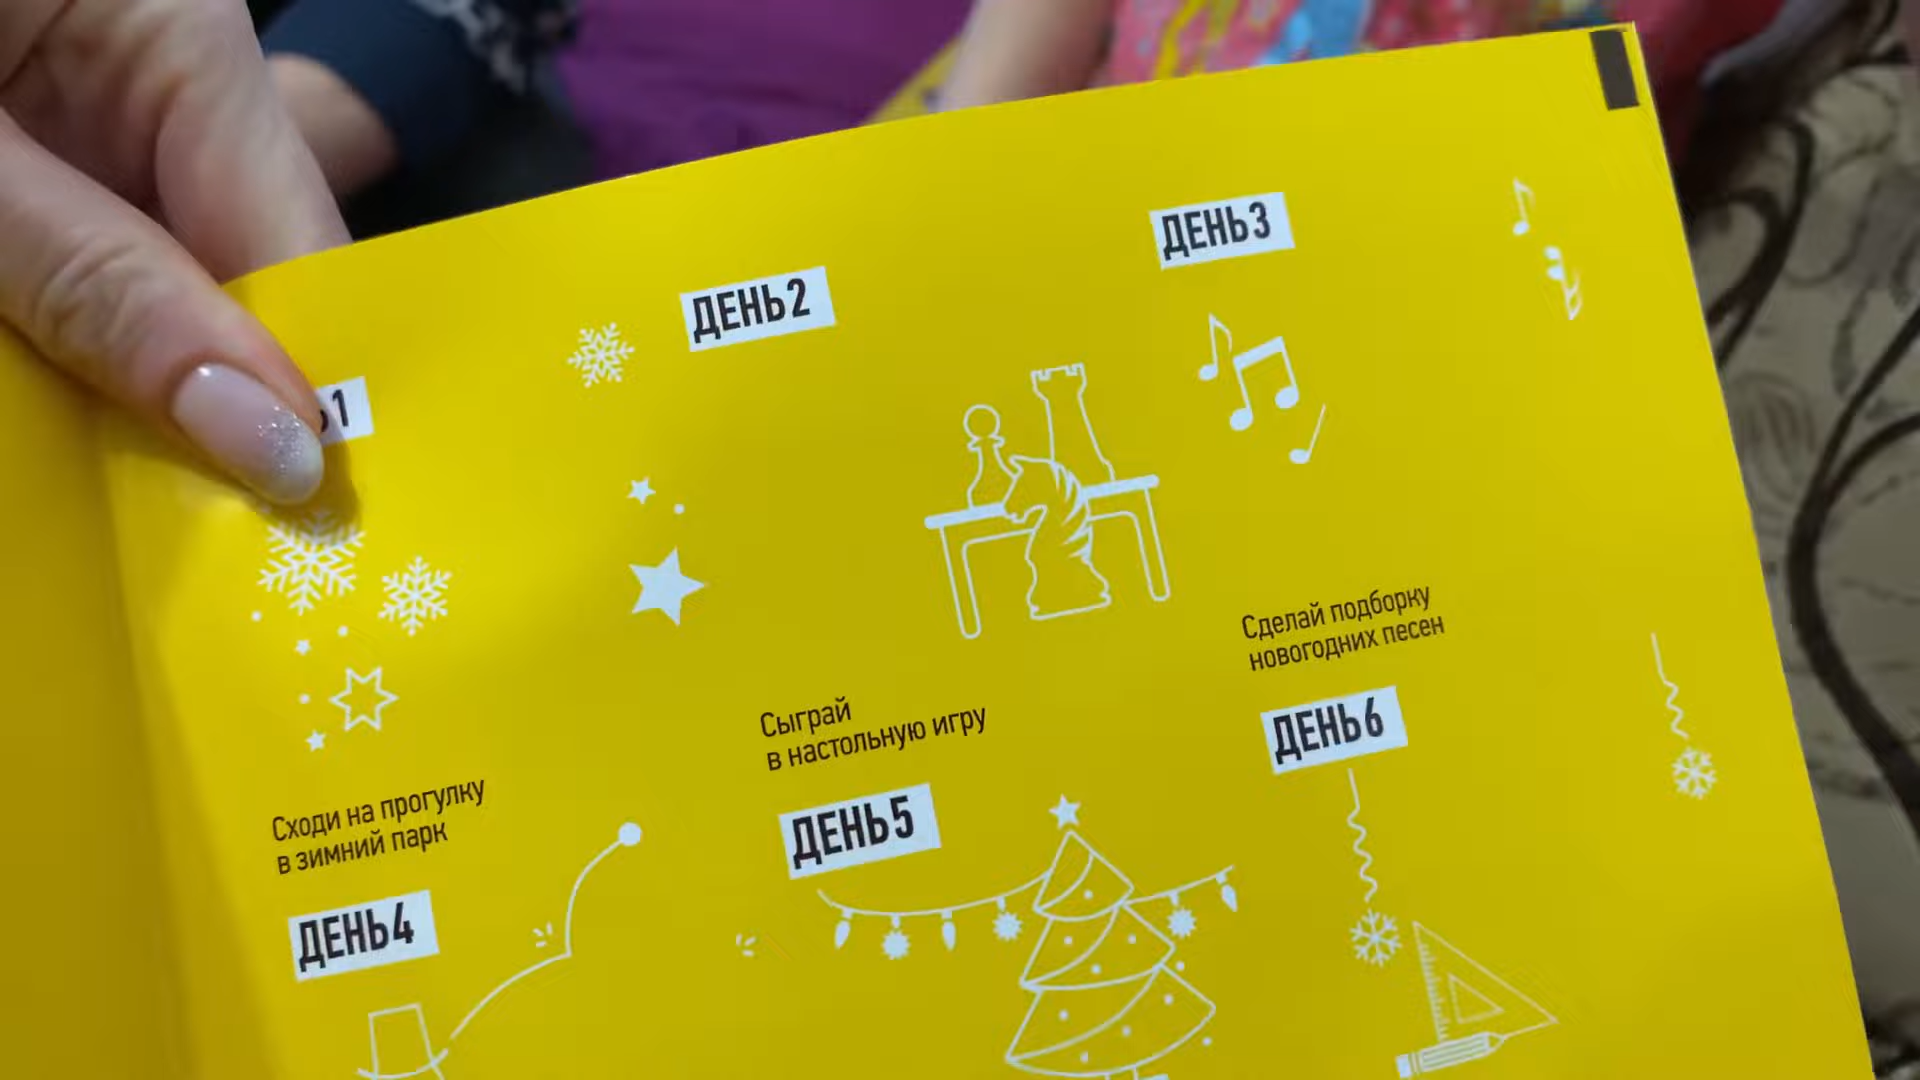 ДЕНЬ 3
ДЕНЬ 2
1
Сделай подборку
новогодних песен
Сыграй
в настольную игру
Сходи на прогулку
в зимний парк
ДЕНЬ 6
ДЕНЬ 5
ДЕНЬ 4